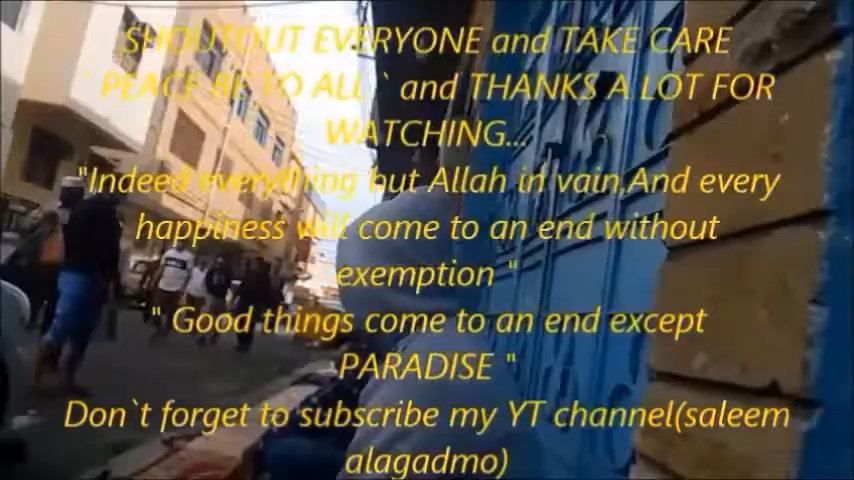 SHOUTOUT EVERYONE and TAKE CARE
` PEACE BE TO ALL ` and THANKS A LOT FOR
WATCHING...
"Indeed everything but Allah in vain,And every
happiness will come to an end without
exemption "
" Good things come to an end except
PARADISE "
Don`t forget to subscribe my YT channel(saleem
alagadmo)